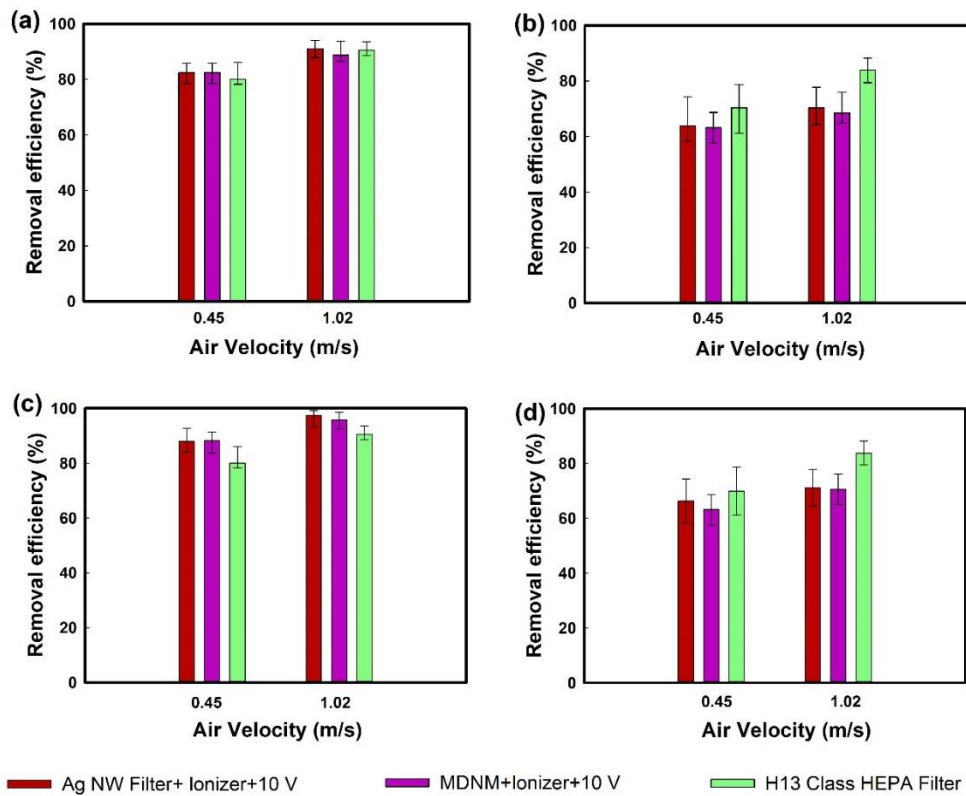 (a)
Removal efficiency (%)
100
80
60
40
20
0
0.45 1.02
Air Velocity (m/s)
(b)
Removal efficiency (%)
100
80
60
40
20
0
0.45 1.02
Air Velocity (m/s)
(c)
Removal efficiency (%)
100
80
60
40
20
0
0.45 1.02
Air Velocity (m/s)
(d)
Removal efficiency (%)
100
80
60
40
20
0
0.45 1.02
Air Velocity (m/s)
Ag NW Filter+ Ionizer+10 V MDNM+Ionizer+10 V H13 Class HEPA Filter